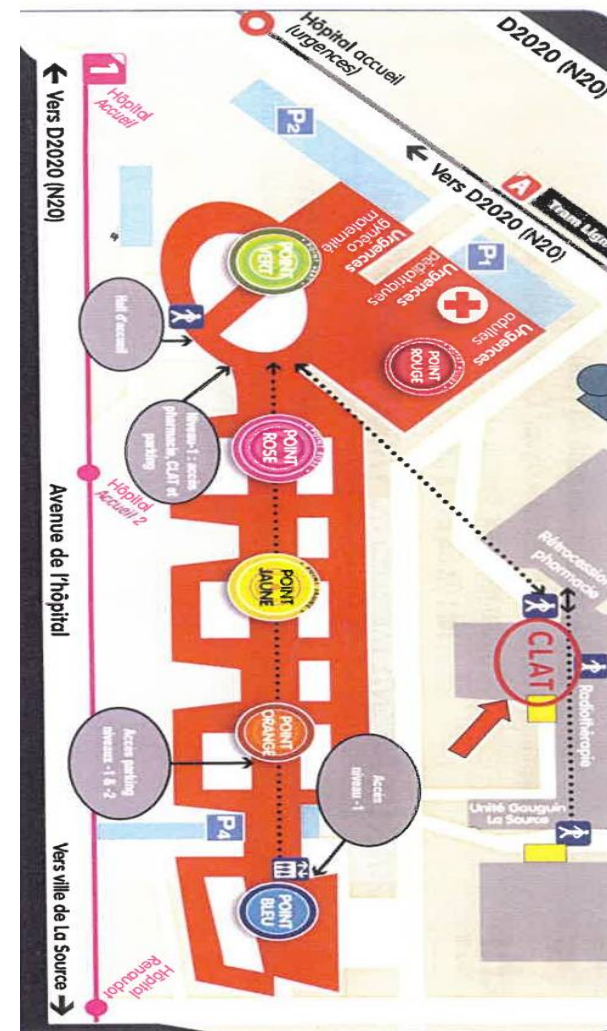 D2020 (N20)
Hôpital accueil
(urgences)
Tram Lign
A
Vers D2020 (N20)
P2
P1
Urgences
gynéco
maternité
Urgences
pédiatriques
Urgences
adultes
POINT
ROUGE
POINT
VERT
Hall d'accueil
Niveau -1 : accès
pharmacie, CLAT et
parking
POINT
ROSE
POINT
JAUNE
POINT
ORANGE
POINT
BLEU
Accès
niveau -1
Accès parking
niveaux -1 & -2
P4
Rétrocession
pharmacie
CLAT
Radiothérapie
Unité Gauguin
La Source
1
Hôpital
Accueil
Hôpital
Accueil 2
Hôpital
Renaudot
Vers D2020 (N20)
Avenue de l'hôpital
Vers ville de La Source